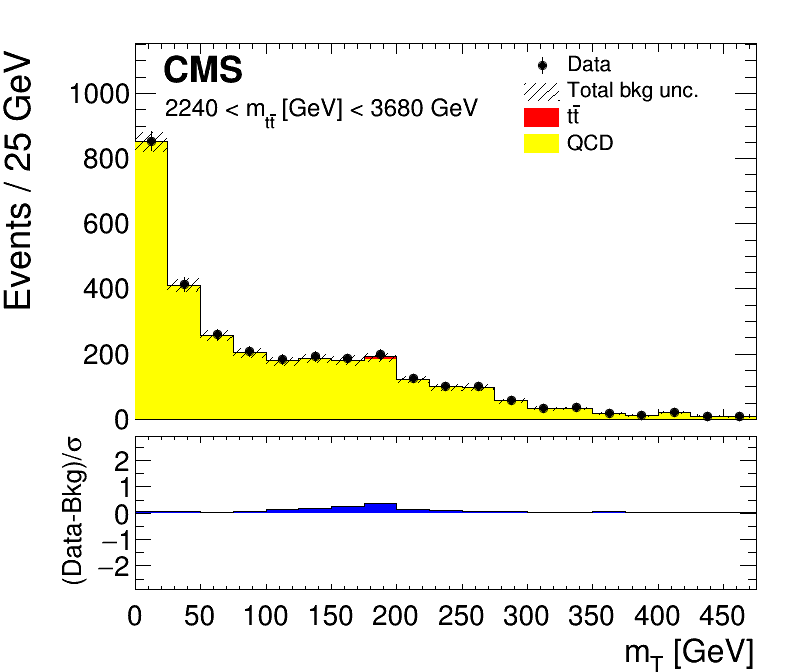 CMS
2240 < m_tt̄ [GeV] < 3680 GeV
Data
Total bkg unc.
tt̄
QCD
Events / 25 GeV
1000
800
600
400
200
0
(Data-Bkg)/σ
2
1
0
−1
−2
0 50 100 150 200 250 300 350 400 450
m_T [GeV]